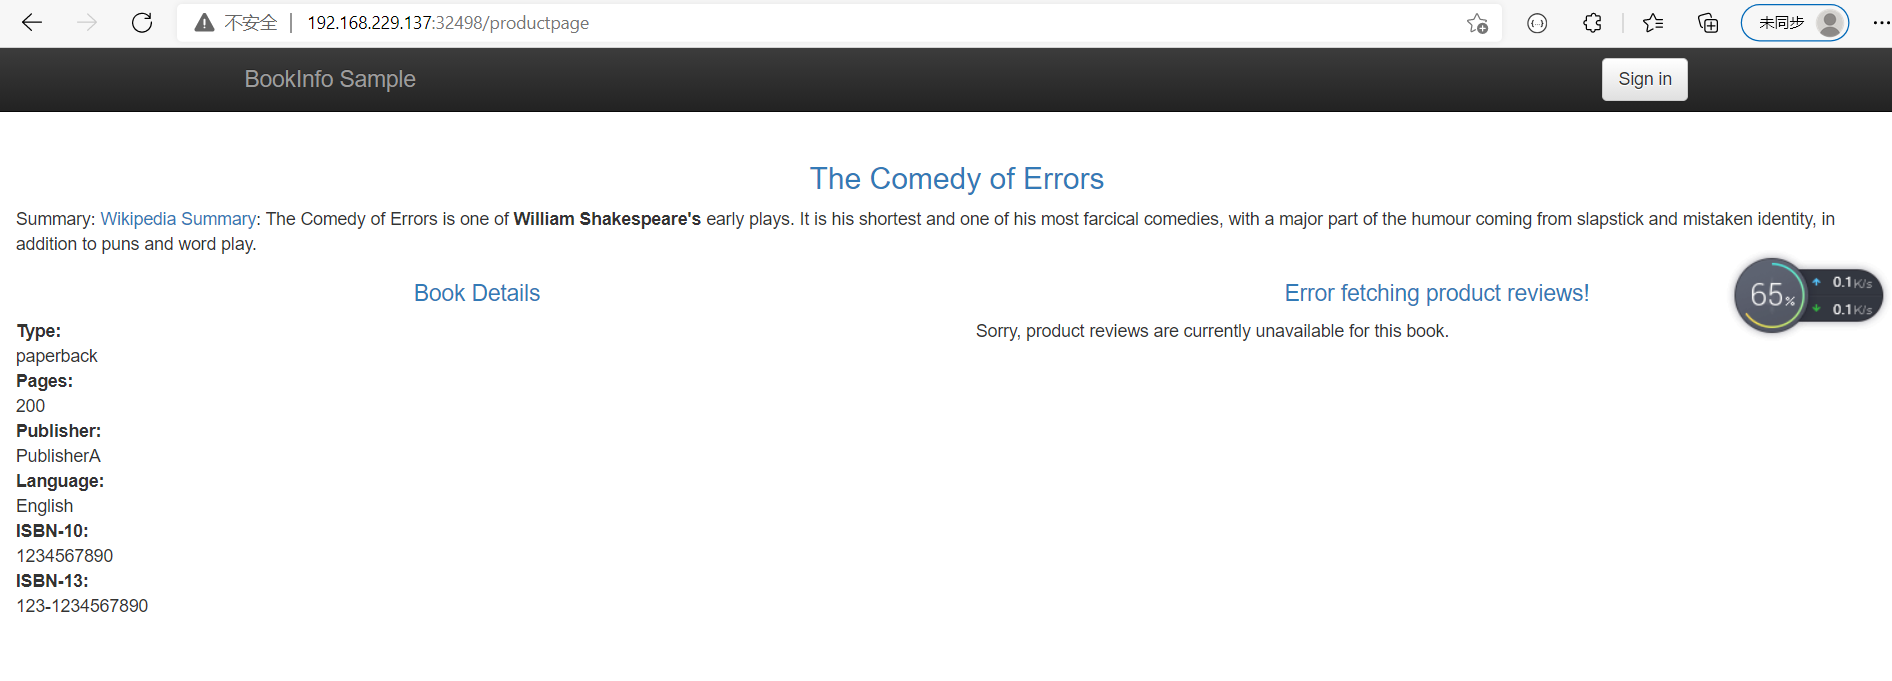 不安全 192.168.229.137:32498/productpage 未同步
BookInfo Sample Sign in
The Comedy of Errors
Summary: Wikipedia Summary: The Comedy of Errors is one of William Shakespeare's early plays. It is his shortest and one of his most farcical comedies, with a major part of the humour coming from slapstick and mistaken identity, in
addition to puns and word play.
Book Details
Type:
paperback
Pages:
200
Publisher:
PublisherA
Language:
English
ISBN-10:
1234567890
ISBN-13:
123-1234567890
Error fetching product reviews!
Sorry, product reviews are currently unavailable for this book.
65%
0.1K/s
0.1K/s